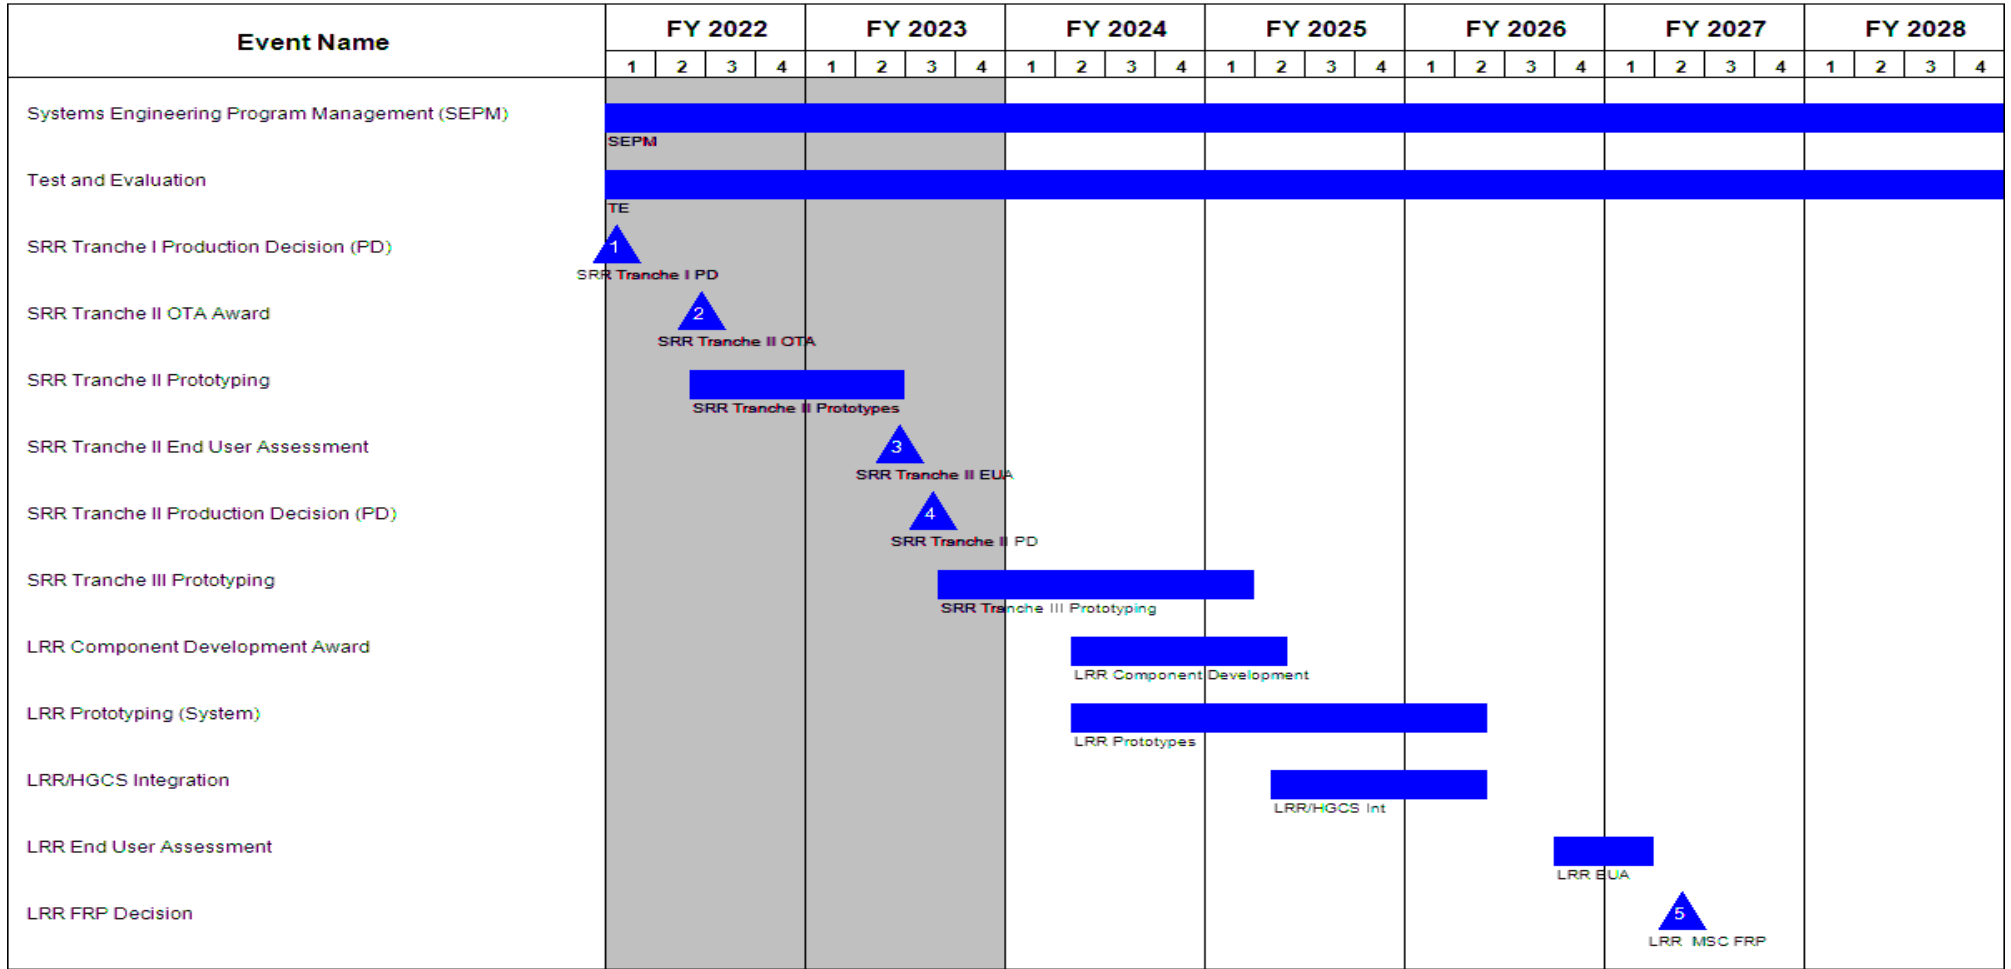 Event Name
FY 2022 FY 2023 FY 2024 FY 2025 FY 2026 FY 2027 FY 2028
1 2 3 4 1 2 3 4 1 2 3 4 1 2 3 4 1 2 3 4 1 2 3 4 1 2 3 4
Systems Engineering Program Management (SEPM)
SEPM
Test and Evaluation
TE
SRR Tranche I Production Decision (PD)
1
SRR Tranche I PD
SRR Tranche II OTA Award
2
SRR Tranche II OTA
SRR Tranche II Prototyping
SRR Tranche II Prototypes
SRR Tranche II End User Assessment
3
SRR Tranche II EUA
SRR Tranche II Production Decision (PD)
4
SRR Tranche II PD
SRR Tranche III Prototyping
SRR Tranche III Prototyping
LRR Component Development Award
LRR Component Development
LRR Prototyping (System)
LRR Prototypes
LRR/HGCS Integration
LRR/HGCS Int
LRR End User Assessment
LRR EUA
LRR FRP Decision
5
LRR MSC FRP